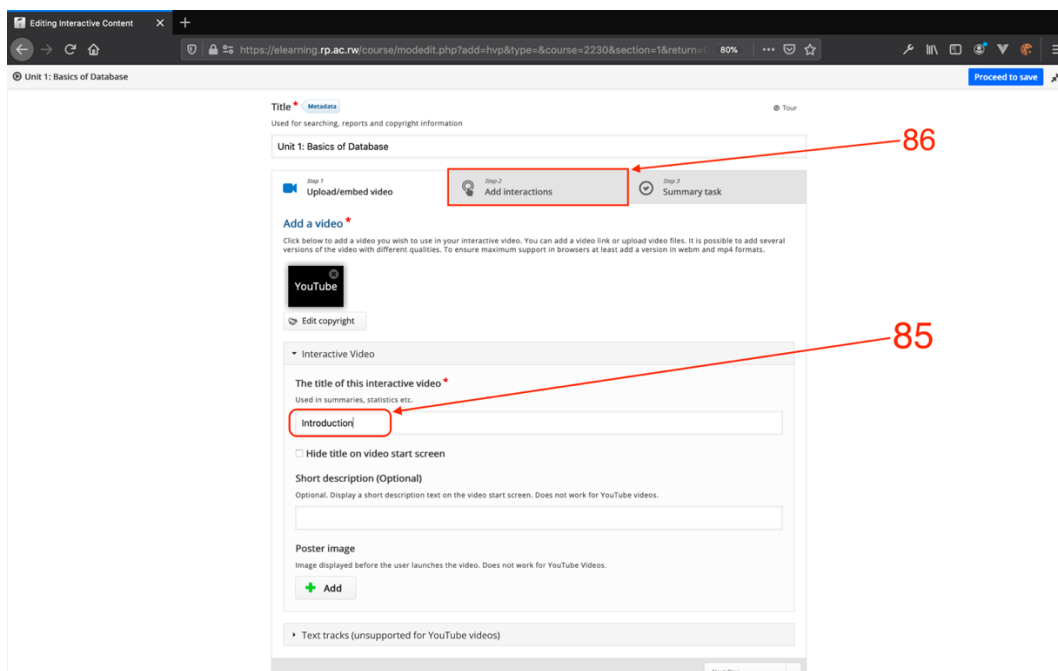 Editing Interactive Content
https://elearning.rp.ac.rw/course/modedit.php?add=hvp&type=&course=2230&section=1&return= 80%
Unit 1: Basics of Database
Proceed to save
Title * Metadata
Tour
Used for searching, reports and copyright information
Unit 1: Basics of Database
86
Step 1
Upload/embed video
Step 2
Add interactions
Step 3
Summary task
Add a video *
Click below to add a video you wish to use in your interactive video. You can add a video link or upload video files. It is possible to add several
versions of the video with different qualities. To ensure maximum support in browsers at least add a version in webm and mp4 formats.
YouTube
Edit copyright
85
Interactive Video
The title of this interactive video *
Used in summaries, statistics etc.
Introduction
Hide title on video start screen
Short description (Optional)
Optional. Display a short description text on the video start screen. Does not work for YouTube videos.
Poster image
Image displayed before the user launches the video. Does not work for YouTube Videos.
Add
Text tracks (unsupported for YouTube videos)